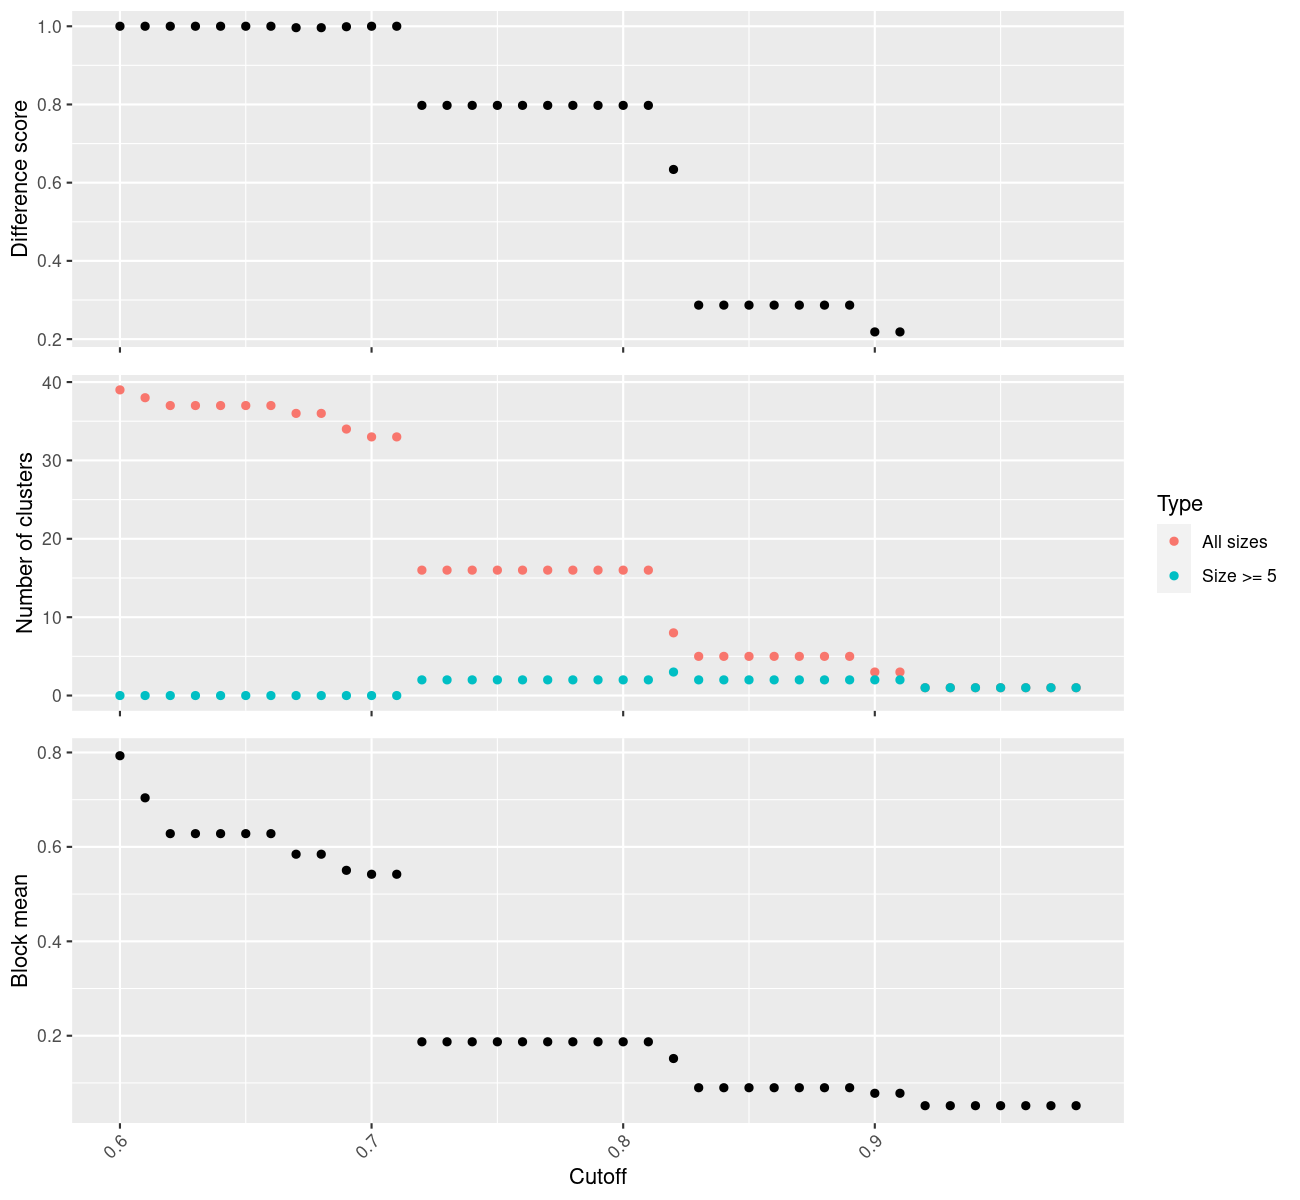 Difference score
1.0
0.8
0.6
0.4
0.2
Number of clusters
40
30
20
10
0
Type
All sizes
Size >= 5
Block mean
0.8
0.6
0.4
0.2
0.6 0.7 0.8 0.9
Cutoff